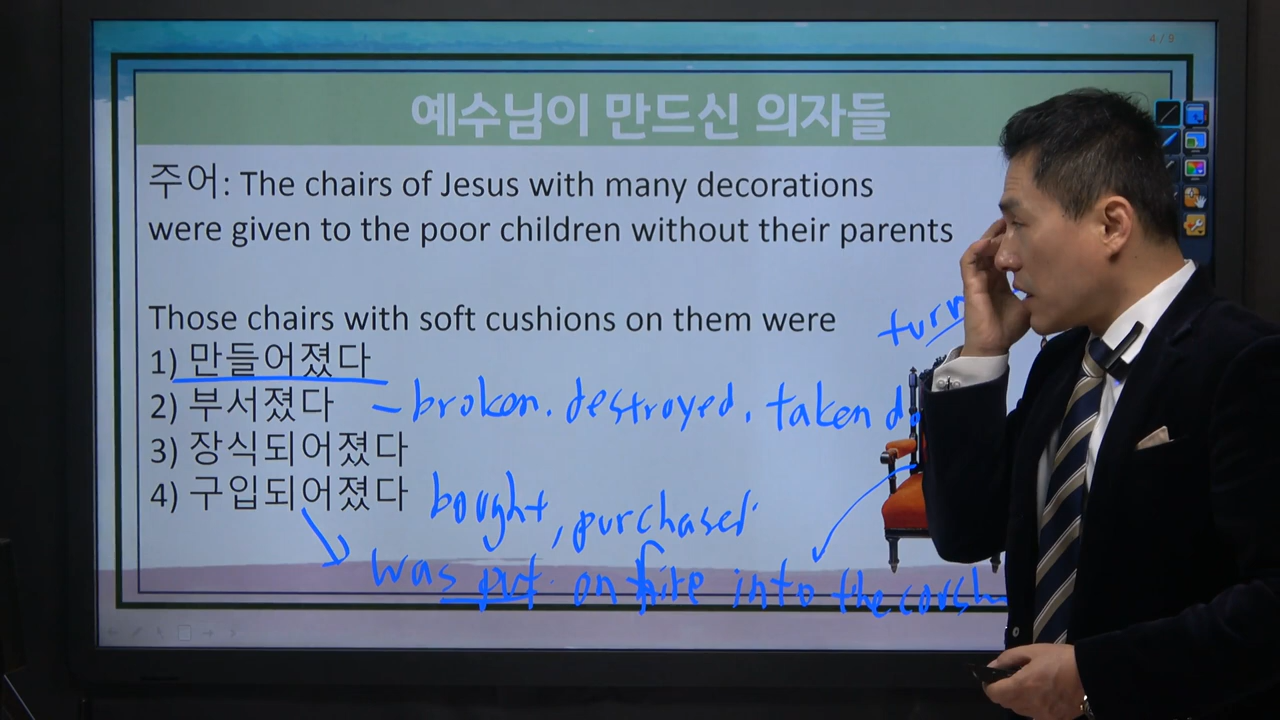 4 / 9
예수님이 만드신 의자들
주어: The chairs of Jesus with many decorations
were given to the poor children without their parents
Those chairs with soft cushions on them were
turn
1) 만들어졌다
2) 부서졌다 – broken. destroyed. taken
3) 장식되어졌다
4) 구입되어졌다 bought, purchased
was put on fire into the